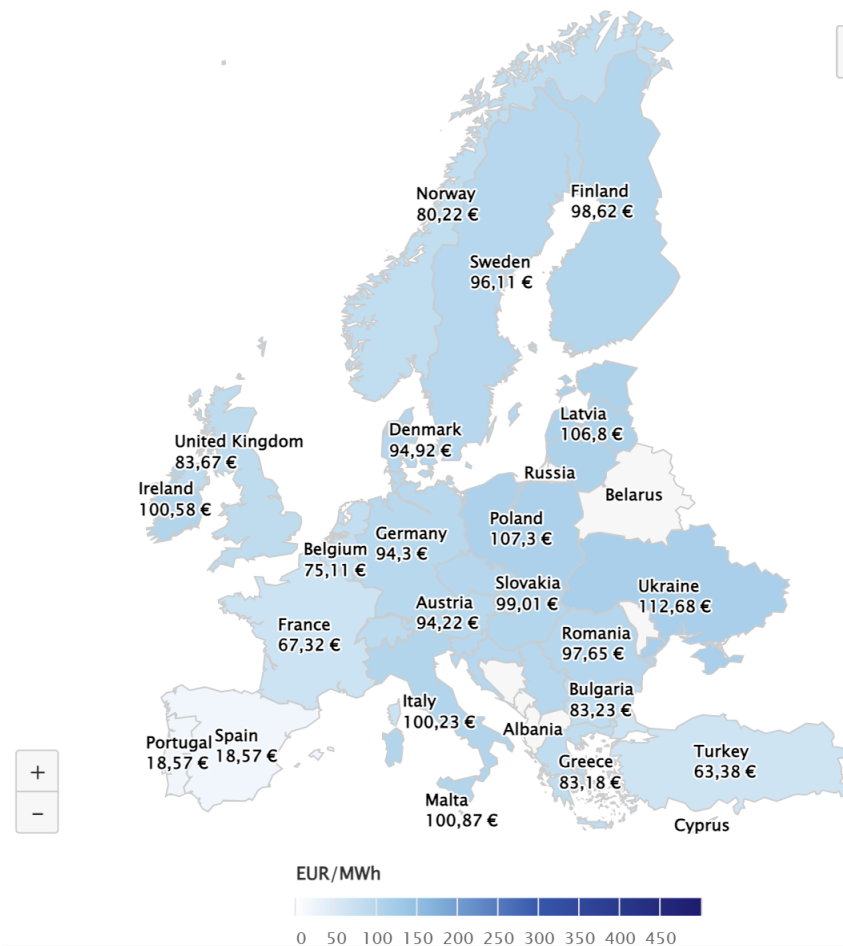 Norway
80,22 €
Finland
98,62 €
Sweden
96,11 €
Denmark
94,92 €
Latvia
106,8 €
United Kingdom
83,67 €
Ireland
100,58 €
Russia
Belarus
Poland
107,3 €
Germany
94,3 €
Belgium
75,11 €
Slovakia
99,01 €
Ukraine
112,68 €
Austria
94,22 €
France
67,32 €
Romania
97,65 €
Bulgaria
83,23 €
Italy
100,23 €
Albania
Portugal
18,57 €
Spain
18,57 €
Greece
83,18 €
Turkey
63,38 €
Malta
100,87 €
Cyprus
+
−
EUR/MWh
0 50 100 150 200 250 300 350 400 450